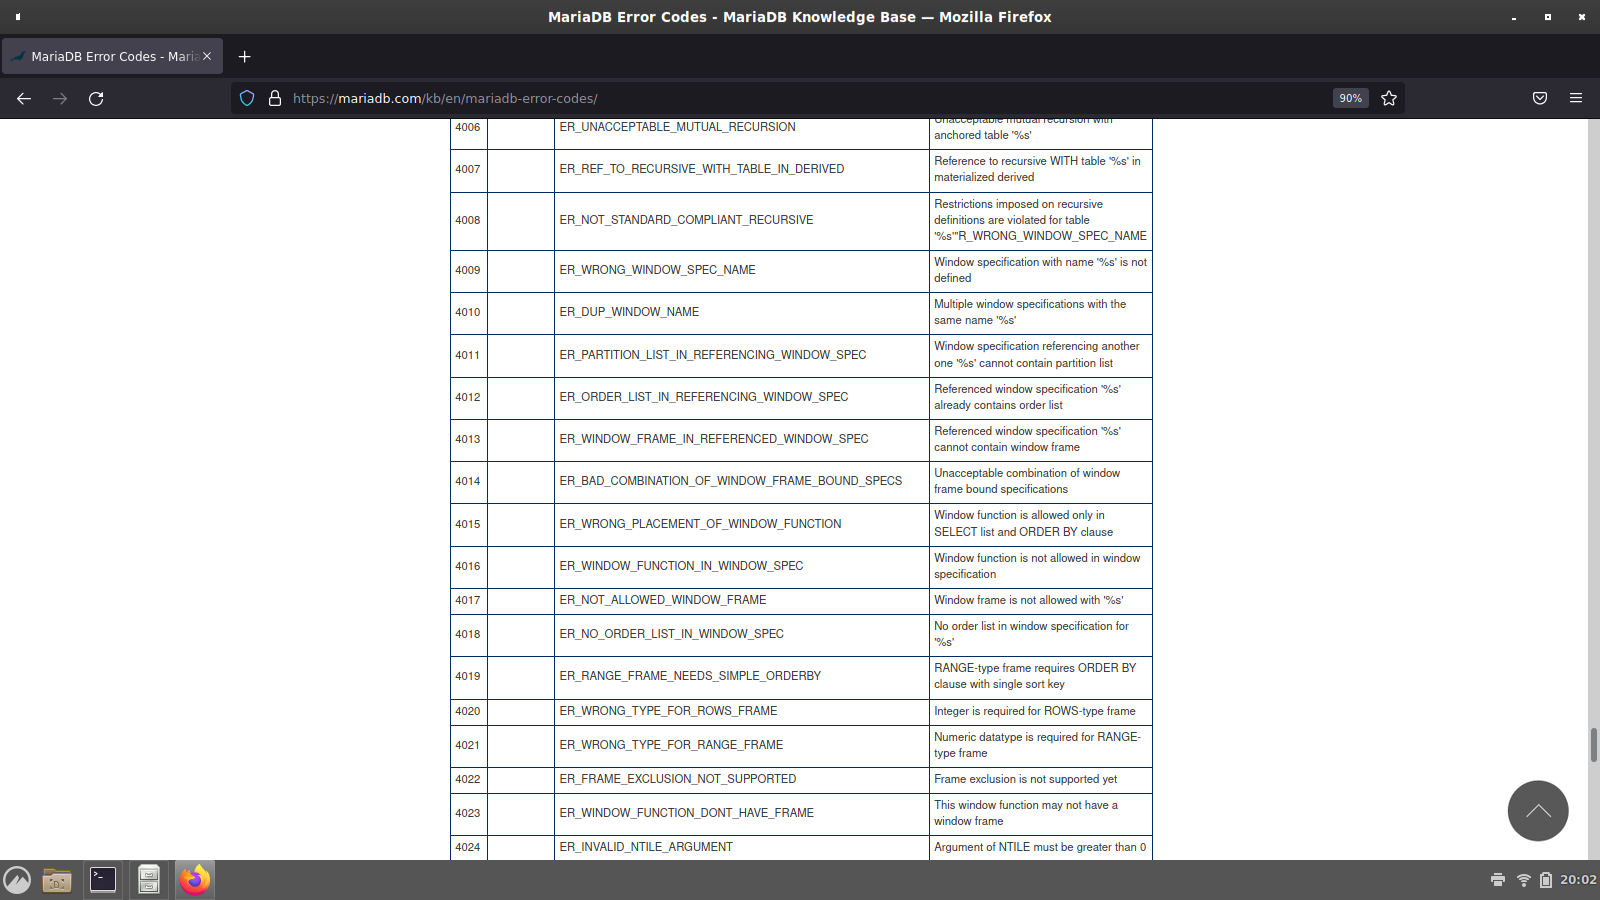 MariaDB Error Codes - MariaDB Knowledge Base — Mozilla Firefox
MariaDB Error Codes - Maria
https://mariadb.com/kb/en/mariadb-error-codes/
90%
4006 ER_UNACCEPTABLE_MUTUAL_RECURSION Unacceptable mutual recursion with
anchored table '%s'
4007 ER_REF_TO_RECURSIVE_WITH_TABLE_IN_DERIVED Reference to recursive WITH table '%s' in
materialized derived
4008 ER_NOT_STANDARD_COMPLIANT_RECURSIVE Restrictions imposed on recursive
definitions are violated for table
'%s'"R_WRONG_WINDOW_SPEC_NAME
4009 ER_WRONG_WINDOW_SPEC_NAME Window specification with name '%s' is not
defined
4010 ER_DUP_WINDOW_NAME Multiple window specifications with the
same name '%s'
4011 ER_PARTITION_LIST_IN_REFERENCING_WINDOW_SPEC Window specification referencing another
one '%s' cannot contain partition list
4012 ER_ORDER_LIST_IN_REFERENCING_WINDOW_SPEC Referenced window specification '%s'
already contains order list
4013 ER_WINDOW_FRAME_IN_REFERENCED_WINDOW_SPEC Referenced window specification '%s'
cannot contain window frame
4014 ER_BAD_COMBINATION_OF_WINDOW_FRAME_BOUND_SPECS Unacceptable combination of window
frame bound specifications
4015 ER_WRONG_PLACEMENT_OF_WINDOW_FUNCTION Window function is allowed only in
SELECT list and ORDER BY clause
4016 ER_WINDOW_FUNCTION_IN_WINDOW_SPEC Window function is not allowed in window
specification
4017 ER_NOT_ALLOWED_WINDOW_FRAME Window frame is not allowed with '%s'
4018 ER_NO_ORDER_LIST_IN_WINDOW_SPEC No order list in window specification for
'%s'
4019 ER_RANGE_FRAME_NEEDS_SIMPLE_ORDERBY RANGE-type frame requires ORDER BY
clause with single sort key
4020 ER_WRONG_TYPE_FOR_ROWS_FRAME Integer is required for ROWS-type frame
4021 ER_WRONG_TYPE_FOR_RANGE_FRAME Numeric datatype is required for RANGE-
type frame
4022 ER_FRAME_EXCLUSION_NOT_SUPPORTED Frame exclusion is not supported yet
4023 ER_WINDOW_FUNCTION_DONT_HAVE_FRAME This window function may not have a
window frame
4024 ER_INVALID_NTILE_ARGUMENT Argument of NTILE must be greater than 0
20:02